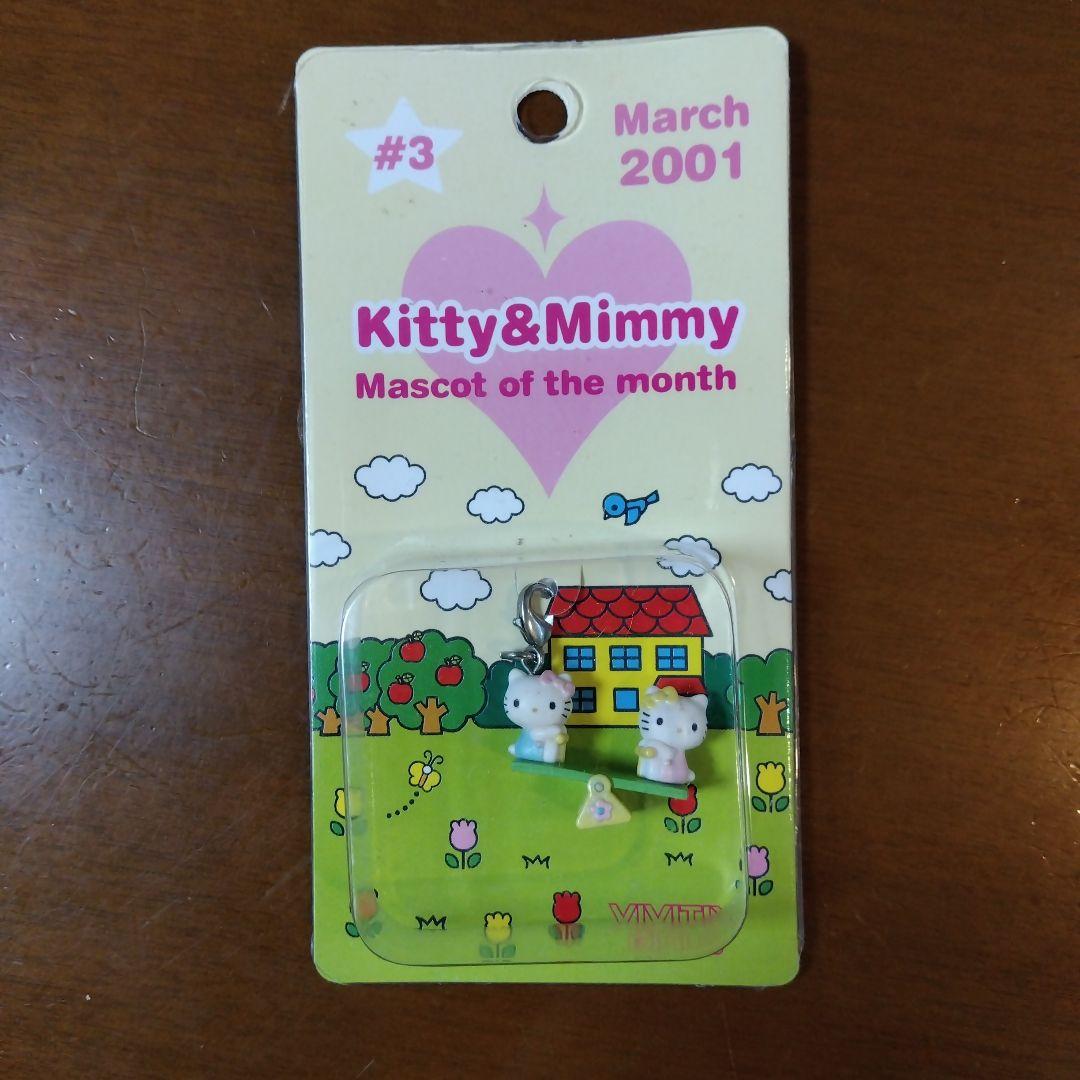 #3
March
2001
Kitty&Mimmy
Mascot of the month